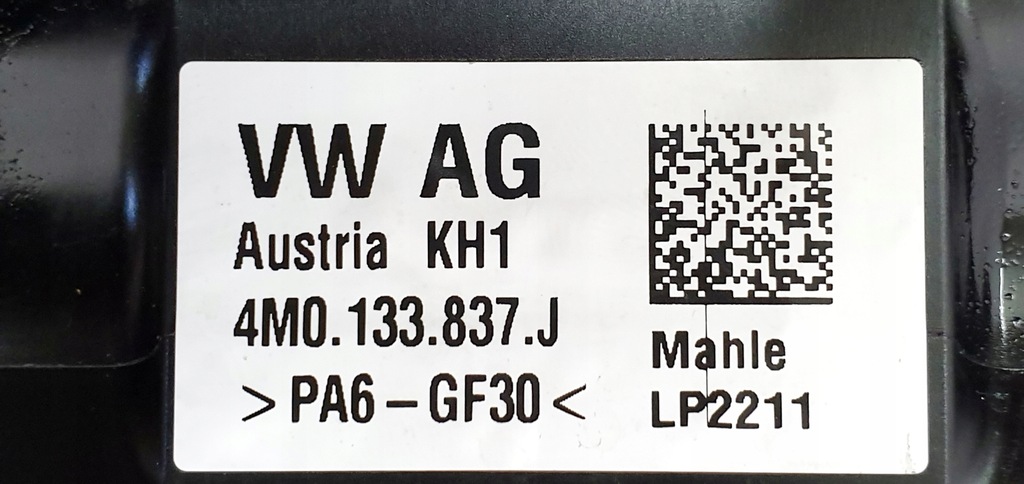 VW AG
Austria KH1
4M0.133.837.J
>PA6-GF30<
Mahle
LP2211